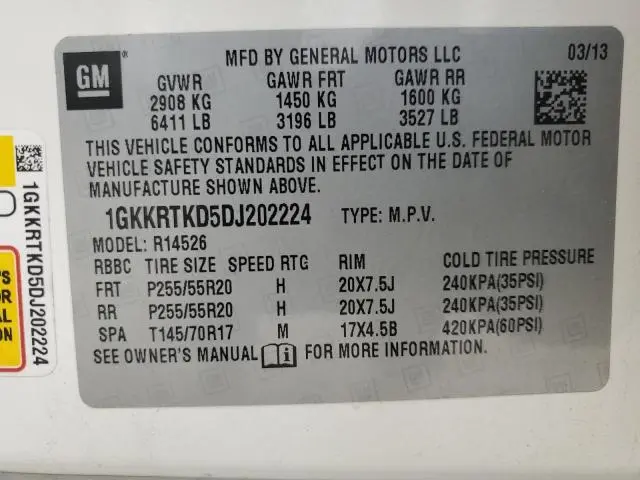 GM
MFD BY GENERAL MOTORS LLC 03/13
GVWR GAWR FRT GAWR RR
2908 KG 1450 KG 1600 KG
6411 LB 3196 LB 3527 LB
THIS VEHICLE CONFORMS TO ALL APPLICABLE U.S. FEDERAL MOTOR
VEHICLE SAFETY STANDARDS IN EFFECT ON THE DATE OF
MANUFACTURE SHOWN ABOVE.
1GKKRTKD5DJ202224 TYPE: M.P.V.
MODEL: R14526
RBBC TIRE SIZE SPEED RTG RIM COLD TIRE PRESSURE
FRT P255/55R20 H 20X7.5J 240KPA(35PSI)
RR P255/55R20 H 20X7.5J 240KPA(35PSI)
SPA T145/70R17 M 17X4.5B 420KPA(60PSI)
SEE OWNER'S MANUAL i FOR MORE INFORMATION.
1GKKRTKD5DJ202224
'S
OR
AL
ON